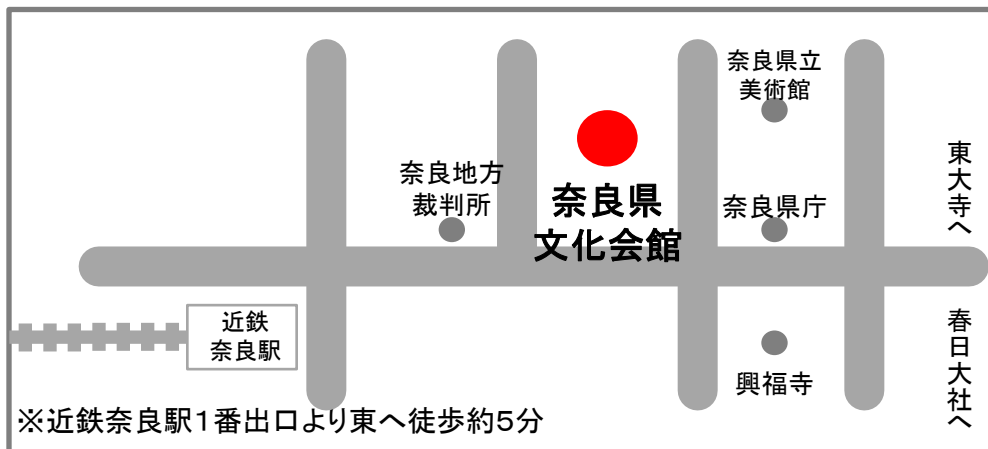 奈良県立
美術館
奈良地方
裁判所
奈良県
文化会館
奈良県庁
東大寺へ
近鉄
奈良駅
興福寺
春日大社へ
※近鉄奈良駅1番出口より東へ徒歩約5分